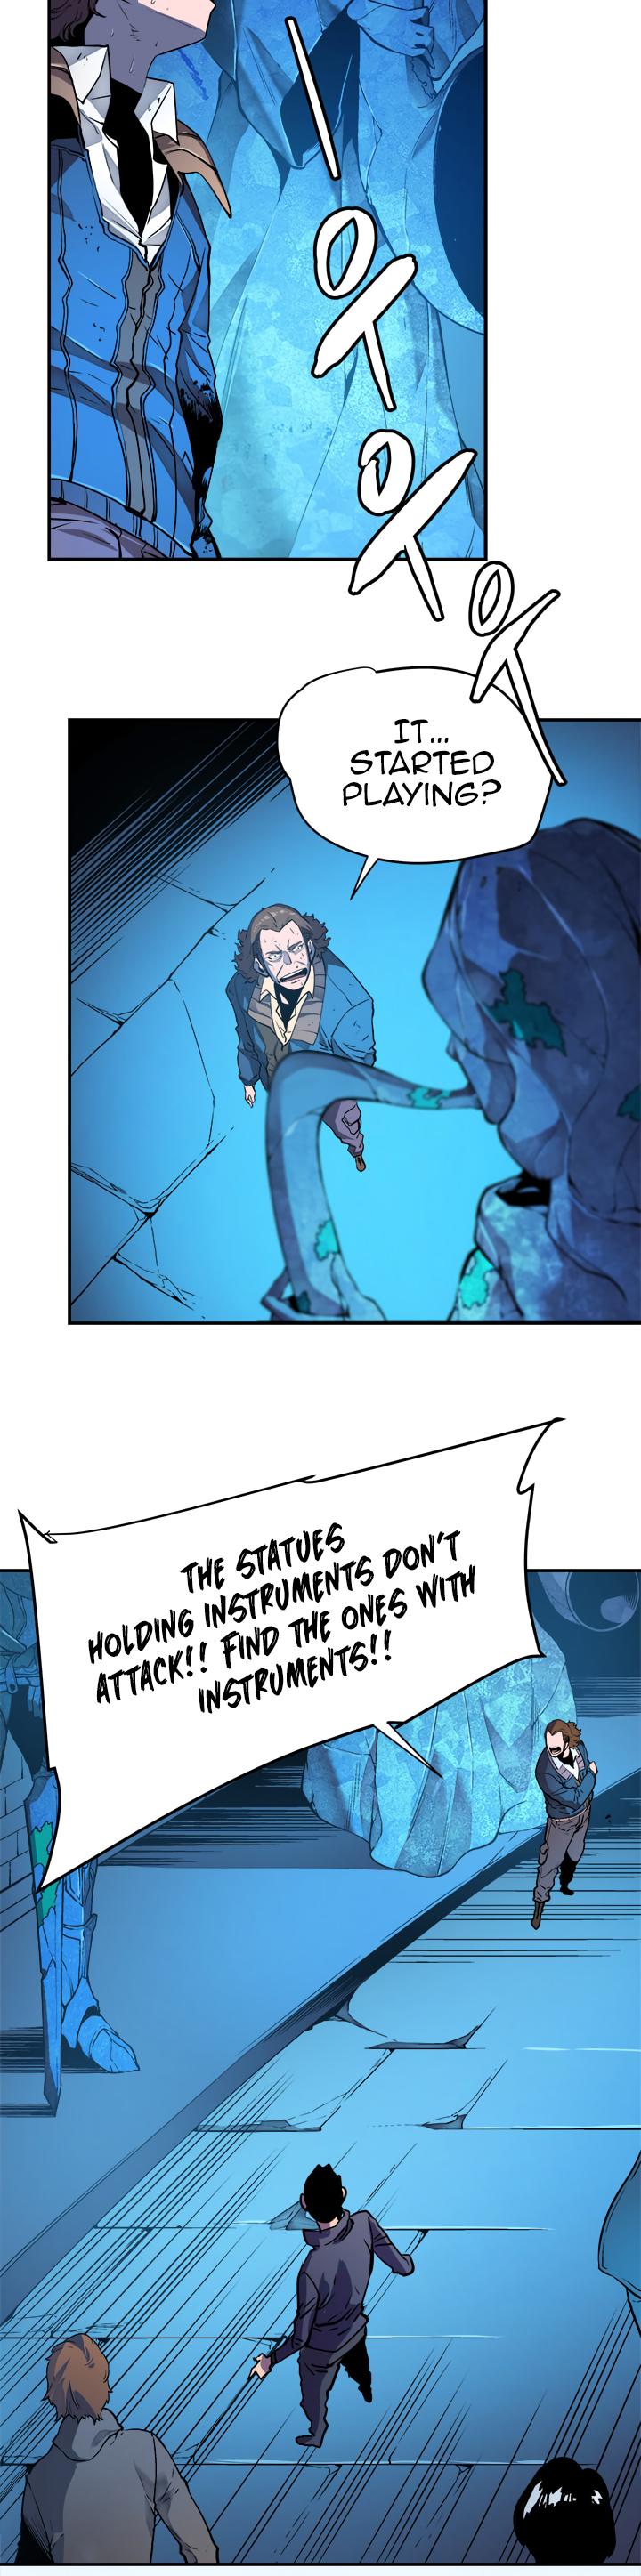 IT...
STARTED
PLAYING?
THE STATUES
HOLDING INSTRUMENTS DON'T
ATTACK!! FIND THE ONES WITH
INSTRUMENTS!!